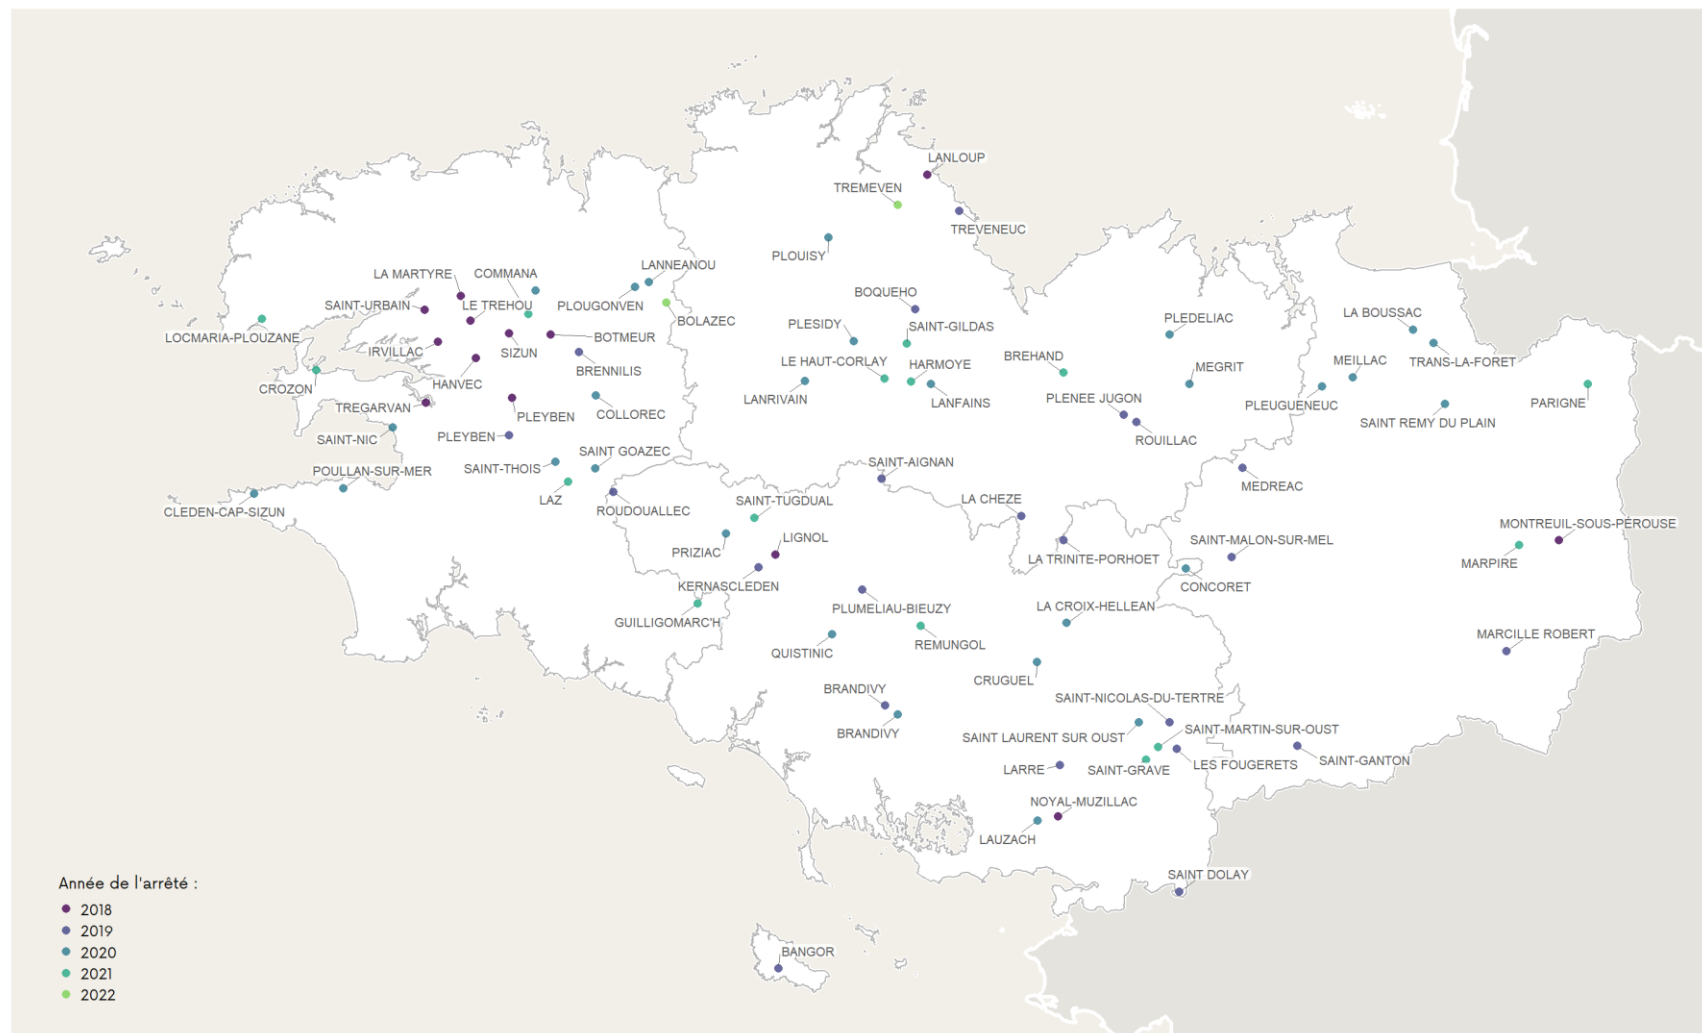 LANLOUP
TREMEVEN
TREVENEUC
PLOUISY
LANNEANOU
LA MARTYRE
COMMANA
SAINT-URBAIN
LE TREHOU
PLOUGONVEN
BOLAZEC
BOQUEHO
LOCMARIA-PLOUZANE
IRVILLAC
SIZUN
BOTMEUR
PLESIDY
SAINT-GILDAS
PLEDELIAC
LA BOUSSAC
HANVEC
BRENNILIS
LE HAUT-CORLAY
HARMOYE
BREHAND
MEILLAC
TRANS-LA-FORET
CROZON
TREGARVAN
PLEYBEN
COLLOREC
LANRIVAIN
LANFAINS
MEGRIT
PLENEE JUGON
PLEUGUENEUC
PARIGNE
SAINT-NIC
PLEYBEN
ROUILLAC
SAINT REMY DU PLAIN
POULLAN-SUR-MER
SAINT-THOIS
SAINT GOAZEC
SAINT-AIGNAN
CLEDEN-CAP-SIZUN
LAZ
ROUDOUALLEC
SAINT-TUGDUAL
LA CHEZE
MEDREAC
PRIZIAC
LIGNOL
LA TRINITE-PORHOET
SAINT-MALON-SUR-MEL
MONTREUIL-SOUS-PEROUSE
MARPIRE
KERNASCLEDEN
CONCORET
GUILLIGOMARC'H
PLUMELIAU-BIEUZY
LA CROIX-HELLEAN
QUISTINIC
REMUNGOL
MARCILLE ROBERT
CRUGUEL
BRANDIVY
SAINT-NICOLAS-DU-TERTRE
BRANDIVY
SAINT LAURENT SUR OUST
SAINT-MARTIN-SUR-OUST
LARRE
SAINT-GRAVE
LES FOUGERETS
SAINT-GANTON
NOYAL-MUZILLAC
LAUZACH
SAINT DOLAY
BANGOR
Année de l'arrêté :
2018
2019
2020
2021
2022